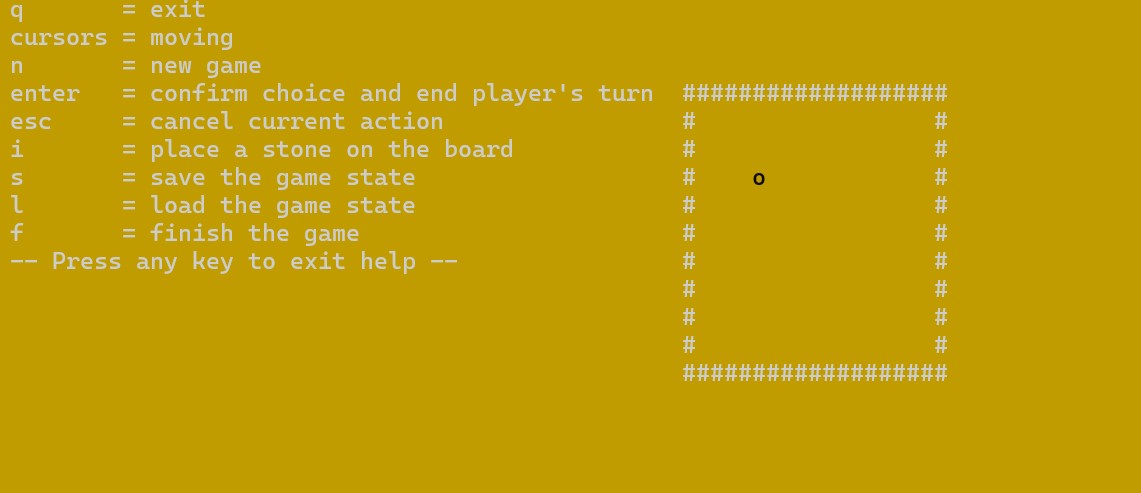 q       = exit
cursors = moving
n       = new game
enter   = confirm choice and end player's turn  ###################
esc     = cancel current action                 #                 #
i       = place a stone on the board            #                 #
s       = save the game state                   #    o            #
l       = load the game state                   #                 #
f       = finish the game                       #                 #
-- Press any key to exit help --                #                 #
                                                #                 #
                                                #                 #
                                                #                 #
                                                ###################